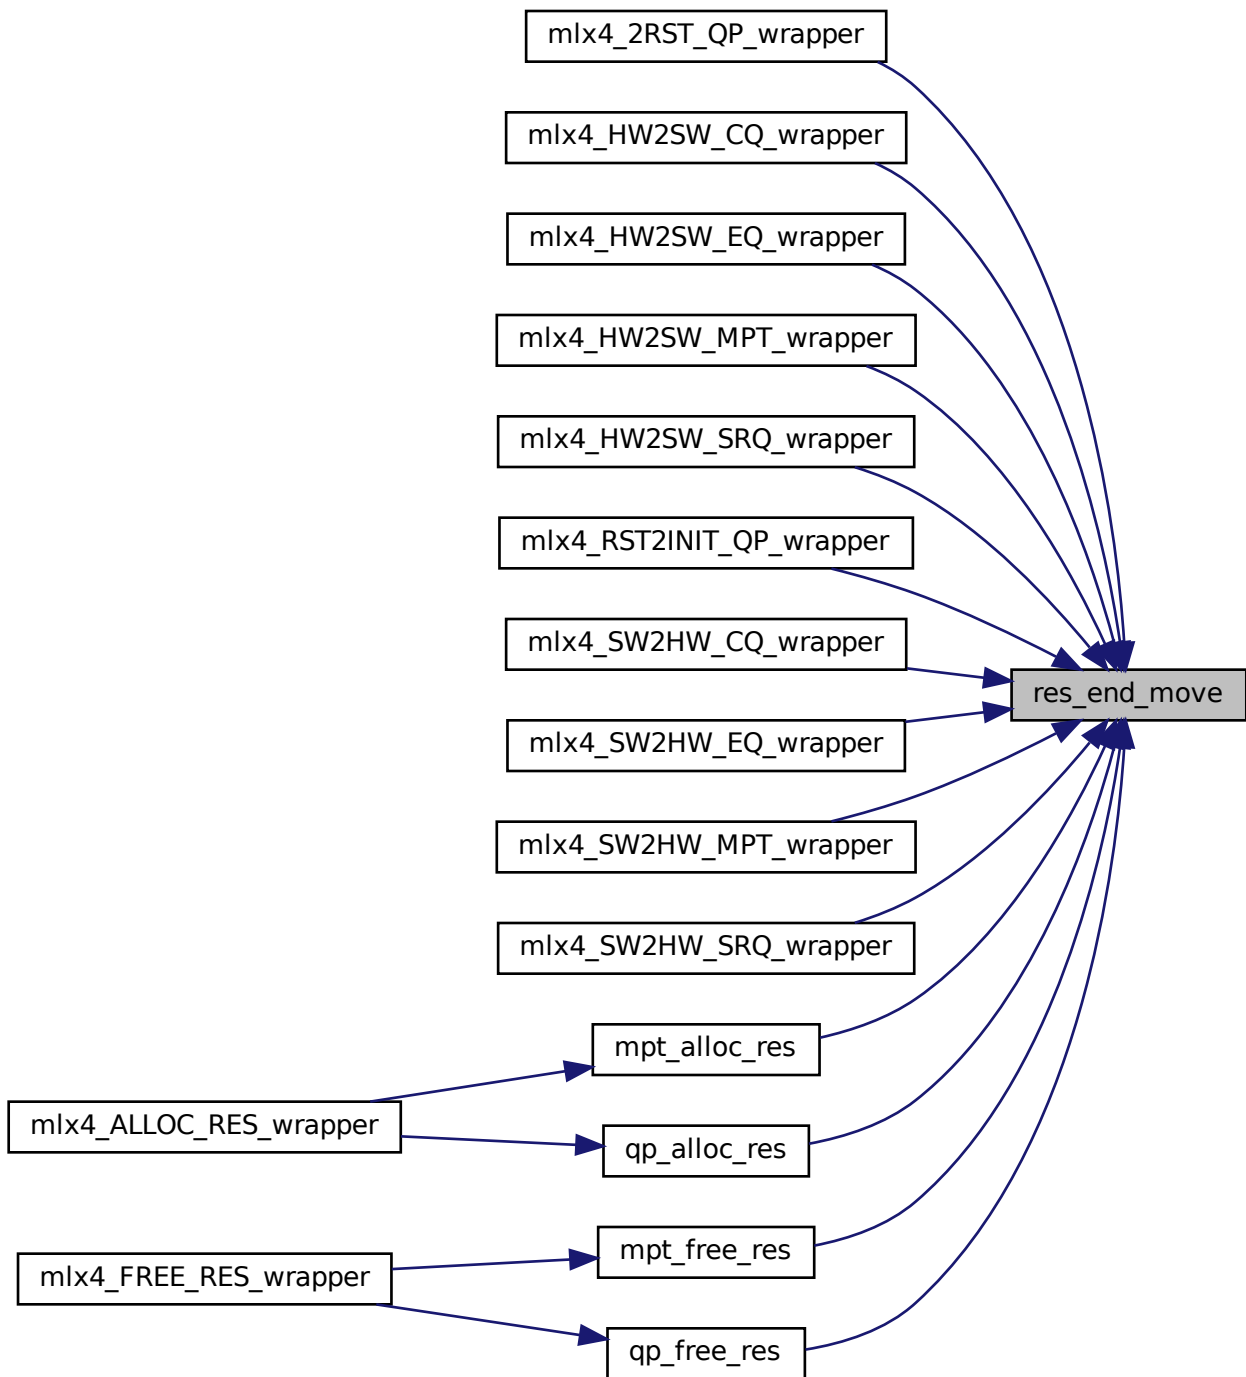 mlx4_2RST_QP_wrapper
mlx4_HW2SW_CQ_wrapper
mlx4_HW2SW_EQ_wrapper
mlx4_HW2SW_MPT_wrapper
mlx4_HW2SW_SRQ_wrapper
mlx4_RST2INIT_QP_wrapper
mlx4_SW2HW_CQ_wrapper
res_end_move
mlx4_SW2HW_EQ_wrapper
mlx4_SW2HW_MPT_wrapper
mlx4_SW2HW_SRQ_wrapper
mpt_alloc_res
mlx4_ALLOC_RES_wrapper
qp_alloc_res
mpt_free_res
mlx4_FREE_RES_wrapper
qp_free_res